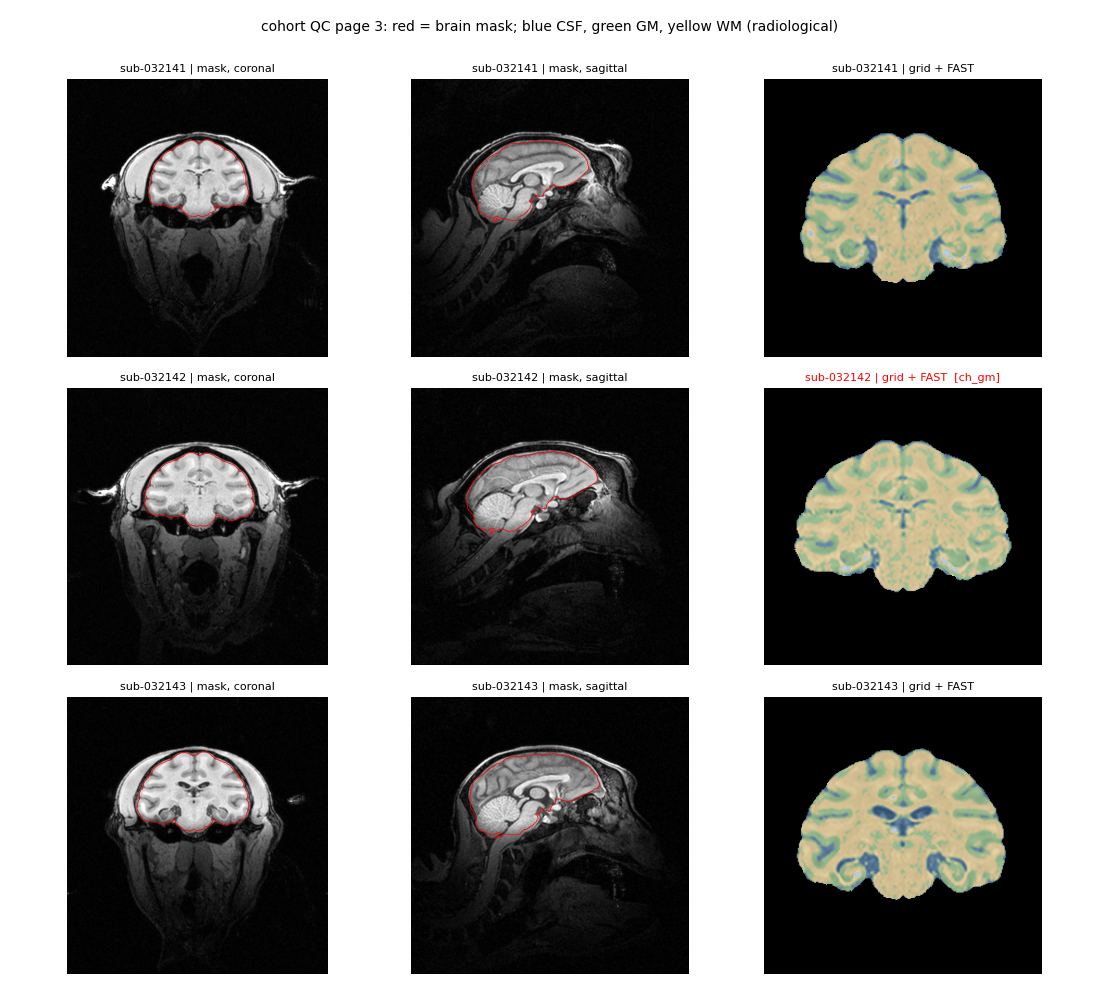 cohort QC page 3: red = brain mask; blue CSF, green GM, yellow WM (radiological)
sub-032141 | mask, coronal
sub-032141 | mask, sagittal
sub-032141 | grid + FAST
sub-032142 | mask, coronal
sub-032142 | mask, sagittal
sub-032142 | grid + FAST  [ch_gm]
sub-032143 | mask, coronal
sub-032143 | mask, sagittal
sub-032143 | grid + FAST